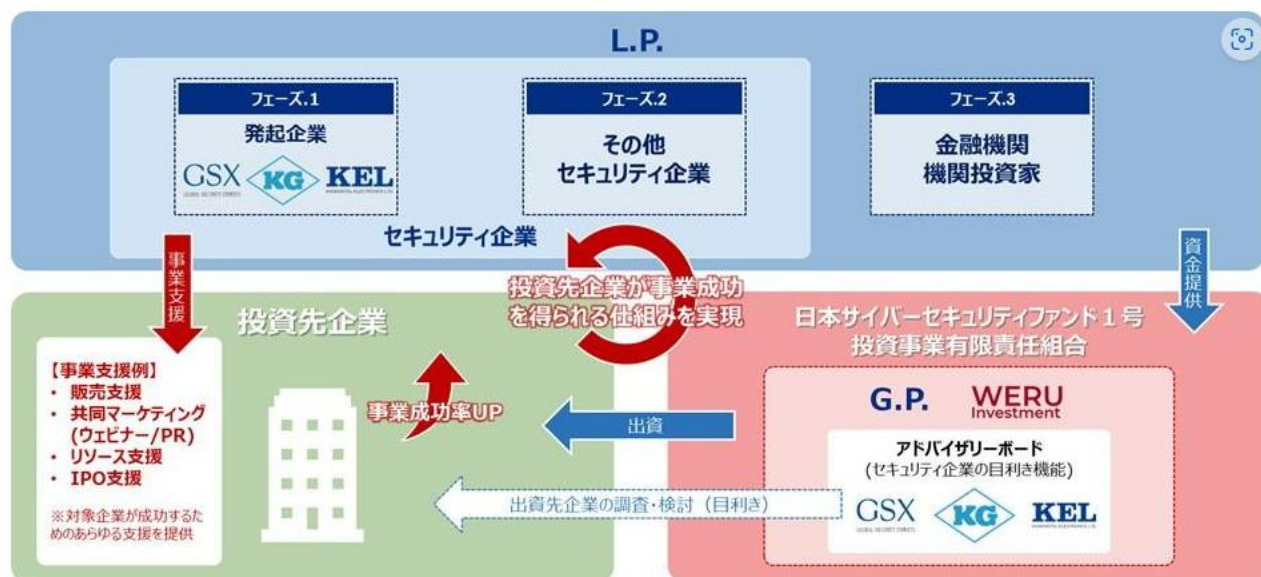 L.P.
フェーズ.1
発起企業
GSX
GLOBAL SECURITY EXPERTS
KG
KEL
フェーズ.2
その他
セキュリティ企業
フェーズ.3
金融機関
機関投資家
セキュリティ企業
事業支援
資金提供
投資先企業が事業成功
を得られる仕組みを実現
投資先企業
【事業支援例】
・ 販売支援
・ 共同マーケティング
(ウェビナー/PR)
・ リソース支援
・ IPO支援
※対象企業が成功するた
めのあらゆる支援を提供
事業成功率UP
出資
出資先企業の調査・検討（目利き）
日本サイバーセキュリティファンド１号
投資事業有限責任組合
G.P.
WERU
Investment
アドバイザリーボード
(セキュリティ企業の目利き機能)
GSX
GLOBAL SECURITY EXPERTS
KG
KEL